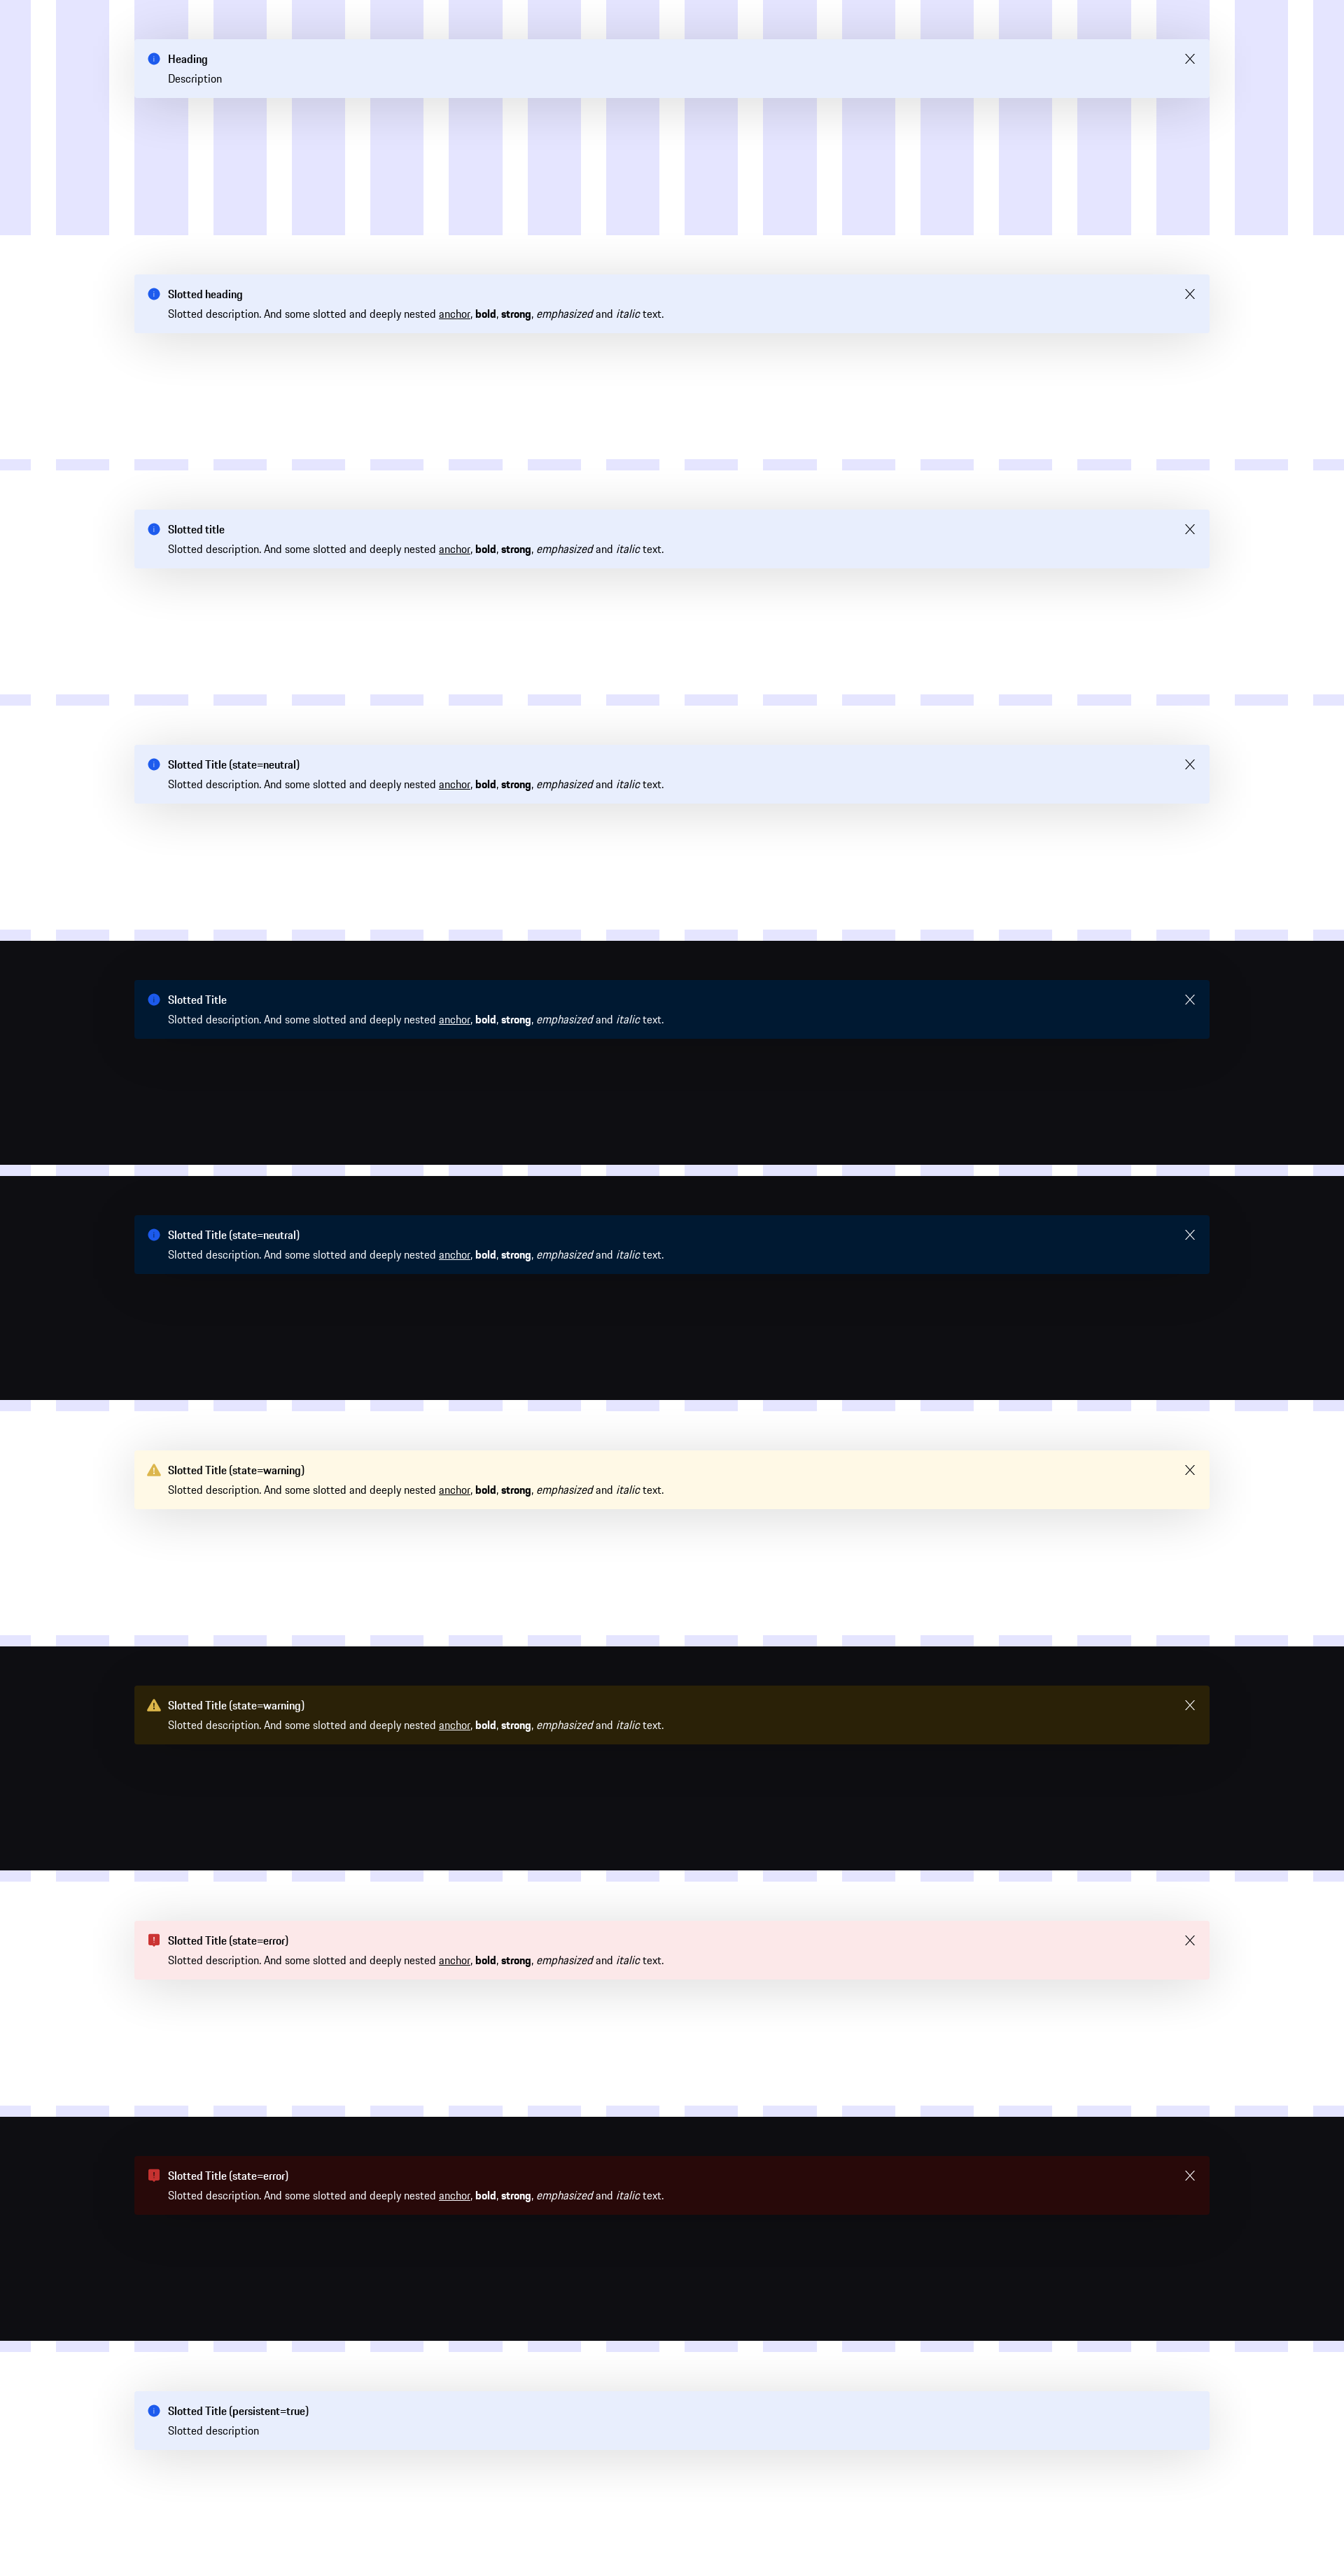 Heading
Description
Slotted heading
Slotted description. And some slotted and deeply nested anchor, bold, strong, emphasized and italic text.
Slotted title
Slotted description. And some slotted and deeply nested anchor, bold, strong, emphasized and italic text.
Slotted Title (state=neutral)
Slotted description. And some slotted and deeply nested anchor, bold, strong, emphasized and italic text.
Slotted Title
Slotted description. And some slotted and deeply nested anchor, bold, strong, emphasized and italic text.
Slotted Title (state=neutral)
Slotted description. And some slotted and deeply nested anchor, bold, strong, emphasized and italic text.
Slotted Title (state=warning)
Slotted description. And some slotted and deeply nested anchor, bold, strong, emphasized and italic text.
Slotted Title (state=warning)
Slotted description. And some slotted and deeply nested anchor, bold, strong, emphasized and italic text.
Slotted Title (state=error)
Slotted description. And some slotted and deeply nested anchor, bold, strong, emphasized and italic text.
Slotted Title (state=error)
Slotted description. And some slotted and deeply nested anchor, bold, strong, emphasized and italic text.
Slotted Title (persistent=true)
Slotted description